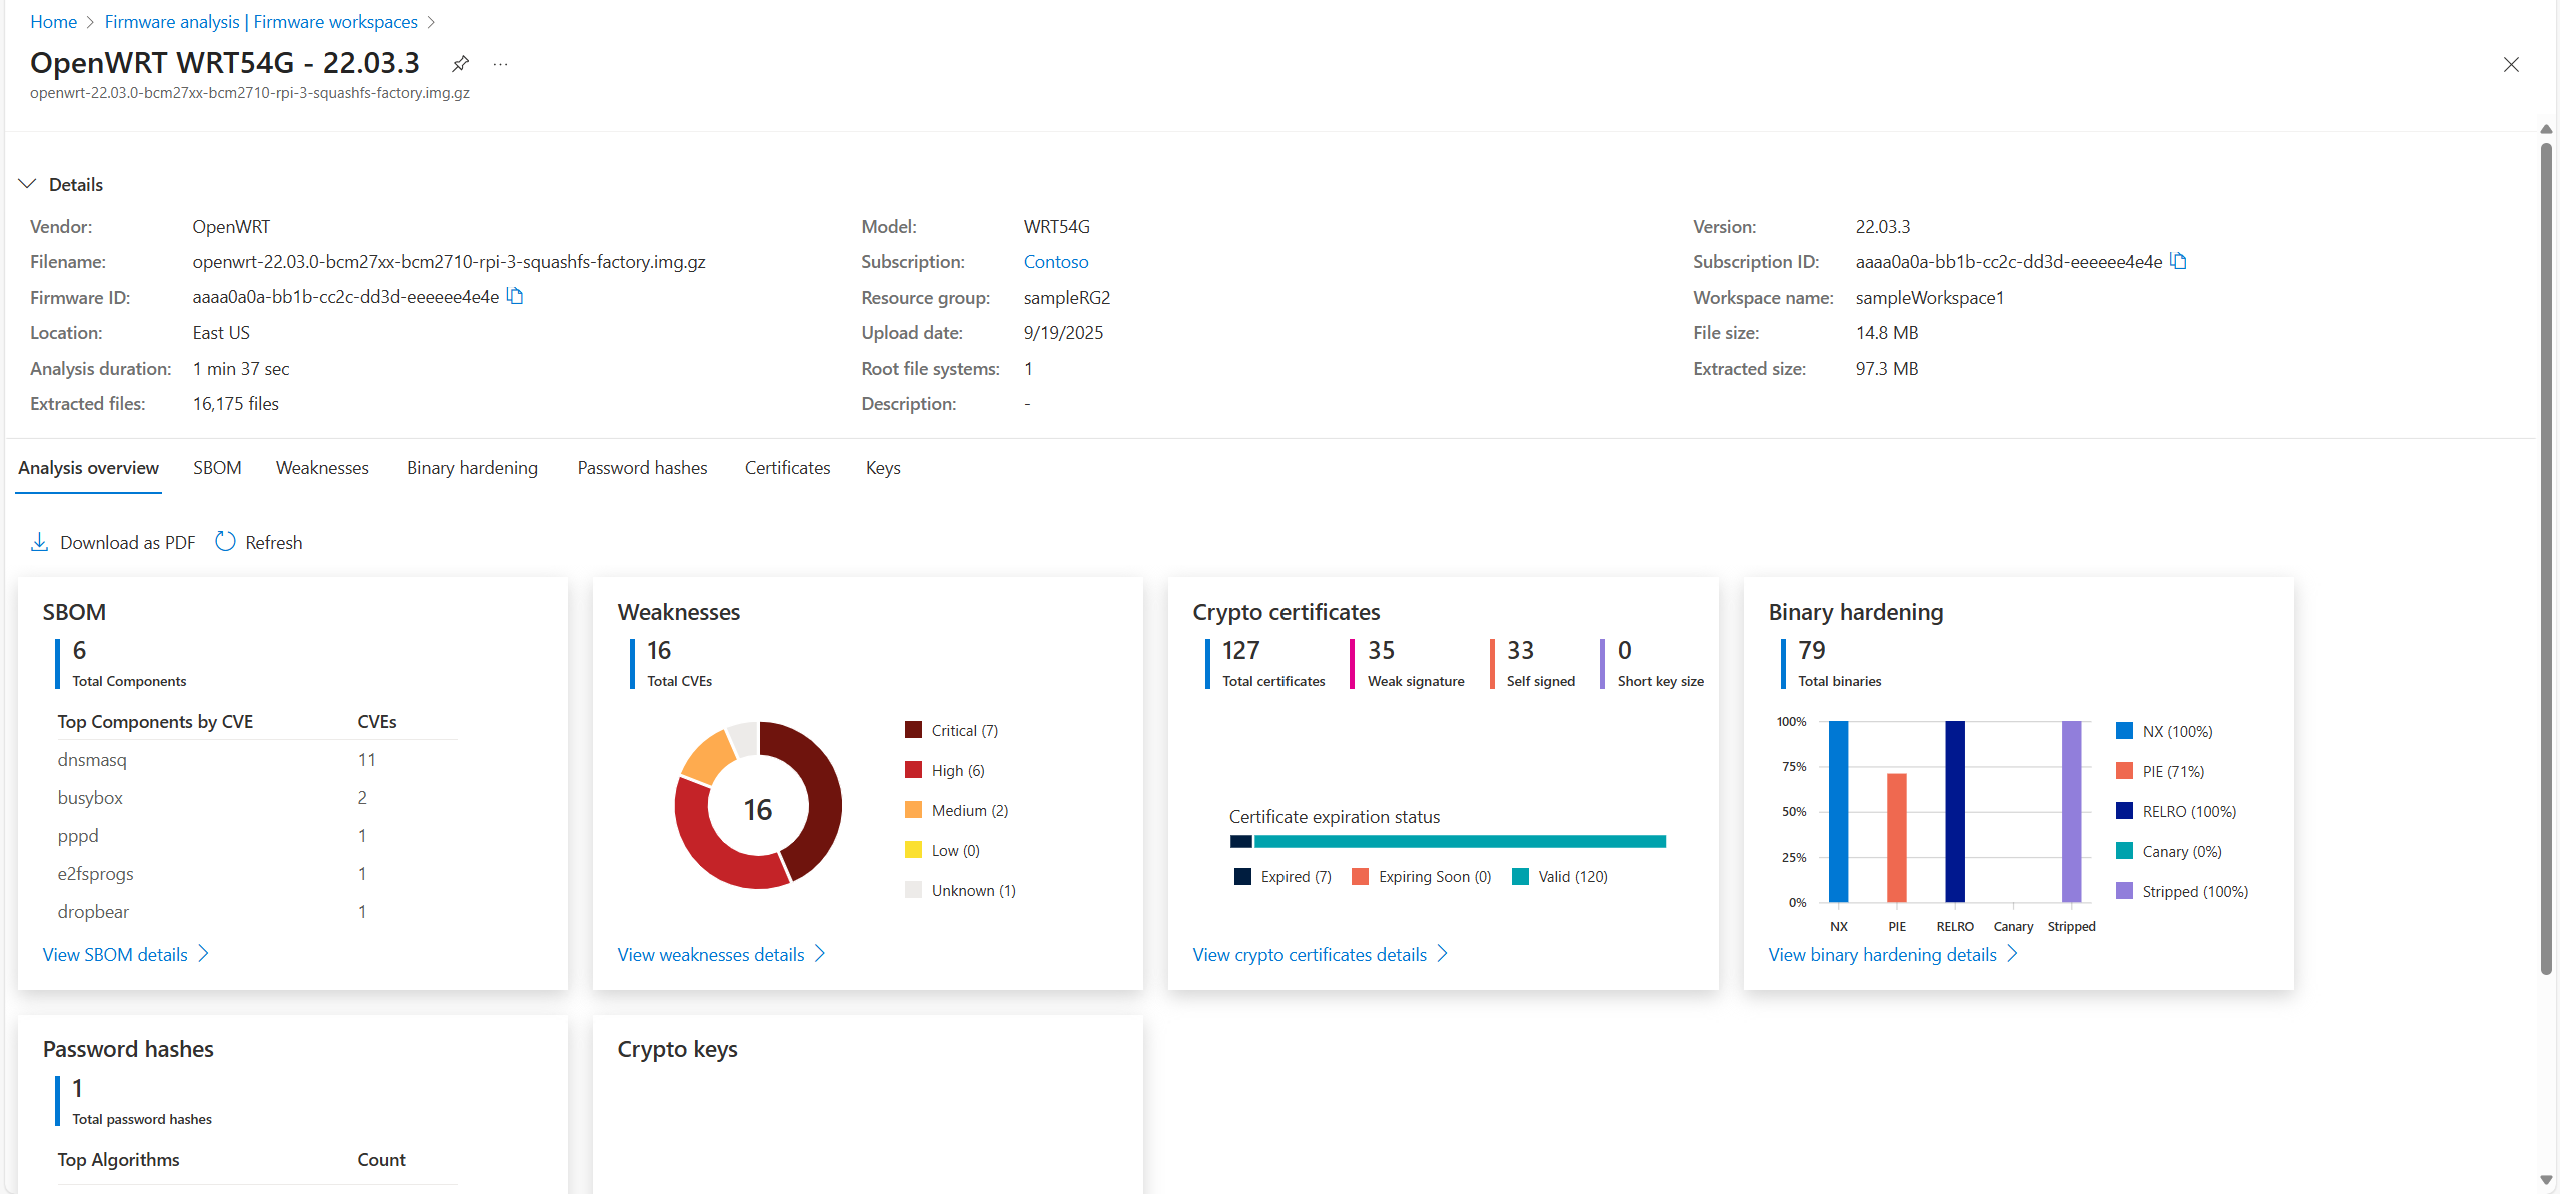 Home > Firmware analysis | Firmware workspaces >
OpenWRT WRT54G - 22.03.3
openwrt-22.03.0-bcm27xx-bcm2710-rpi-3-squashfs-factory.img.gz
Details
Vendor: OpenWRT
Model: WRT54G
Version: 22.03.3
Filename: openwrt-22.03.0-bcm27xx-bcm2710-rpi-3-squashfs-factory.img.gz
Subscription: Contoso
Subscription ID: aaaa0a0a-bb1b-cc2c-dd3d-eeeeee4e4e
Firmware ID: aaaa0a0a-bb1b-cc2c-dd3d-eeeeee4e4e
Resource group: sampleRG2
Workspace name: sampleWorkspace1
Location: East US
Upload date: 9/19/2025
File size: 14.8 MB
Analysis duration: 1 min 37 sec
Root file systems: 1
Extracted size: 97.3 MB
Extracted files: 16,175 files
Description: -
Analysis overview SBOM Weaknesses Binary hardening Password hashes Certificates Keys
Download as PDF Refresh
SBOM
6
Total Components
Top Components by CVE CVEs
dnsmasq 11
busybox 2
pppd 1
e2fsprogs 1
dropbear 1
View SBOM details
Weaknesses
16
Total CVEs
16
Critical (7)
High (6)
Medium (2)
Low (0)
Unknown (1)
View weaknesses details
Crypto certificates
127 35 33 0
Total certificates Weak signature Self signed Short key size
Certificate expiration status
Expired (7) Expiring Soon (0) Valid (120)
View crypto certificates details
Binary hardening
79
Total binaries
100%
75%
50%
25%
0%
NX PIE RELRO Canary Stripped
NX (100%)
PIE (71%)
RELRO (100%)
Canary (0%)
Stripped (100%)
View binary hardening details
Password hashes
1
Total password hashes
Top Algorithms Count
Crypto keys